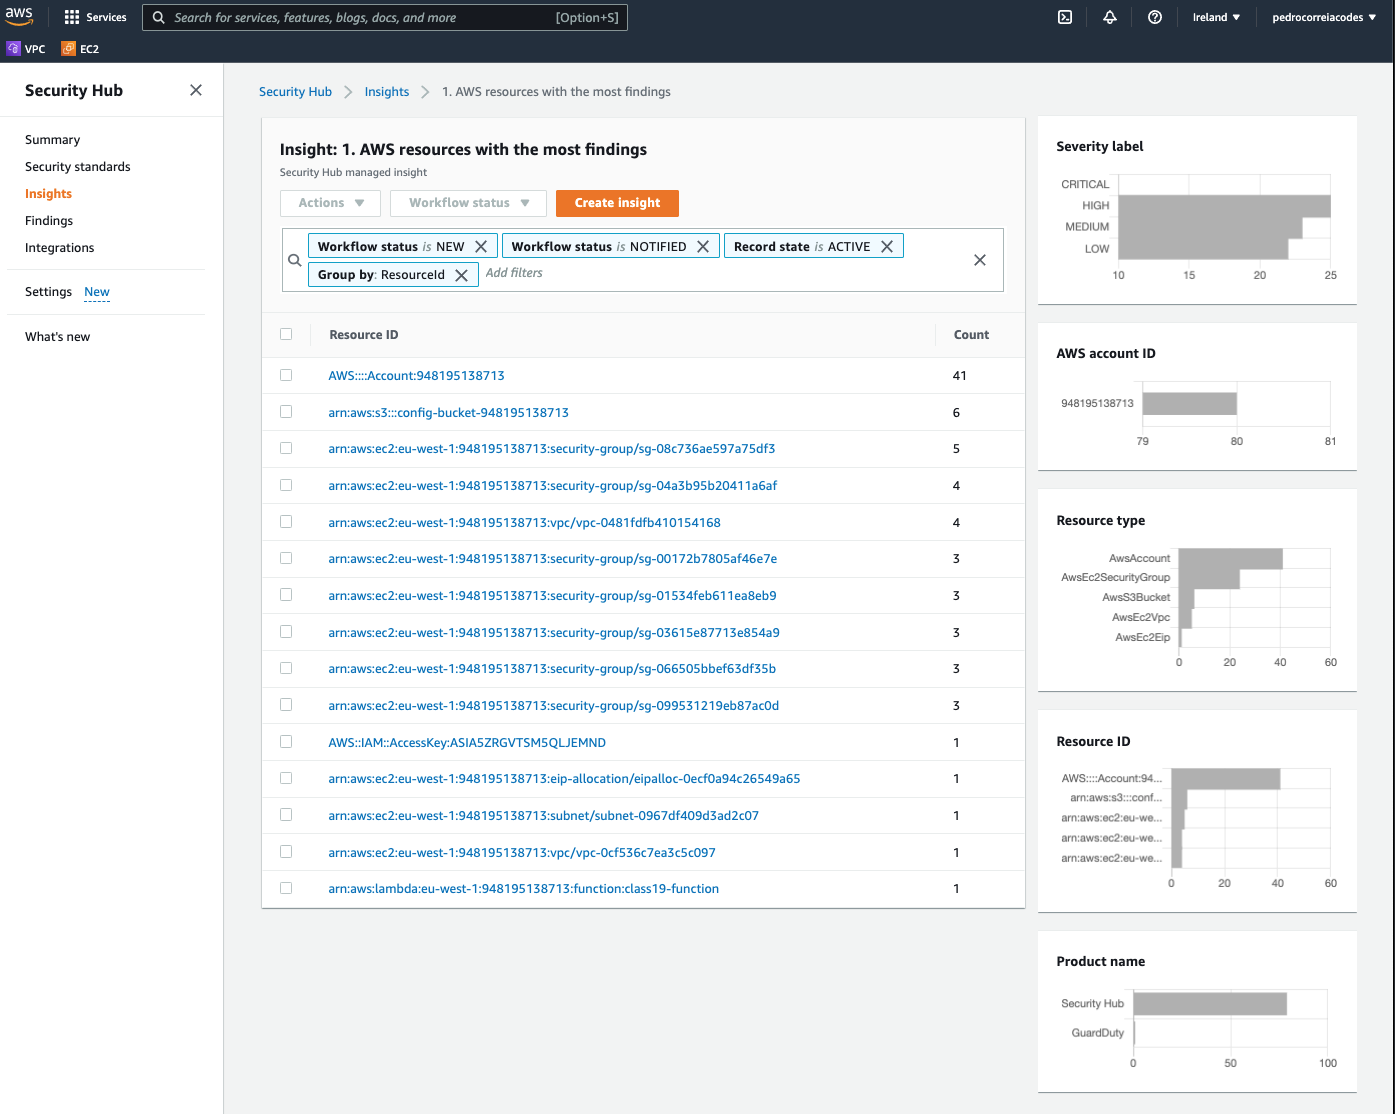 aws
Services
Search for services, features, blogs, docs, and more
[Option+S]
Ireland ▼
pedrocorreiacodes ▼
VPC
EC2
Security Hub
Summary
Security standards
Insights
Findings
Integrations
Settings New
What's new
Security Hub > Insights > 1. AWS resources with the most findings
Insight: 1. AWS resources with the most findings
Security Hub managed insight
Actions ▼
Workflow status ▼
Create insight
Workflow status is NEW
Workflow status is NOTIFIED
Record state is ACTIVE
Group by: ResourceId
Add filters
Resource ID Count
AWS::::Account:948195138713 41
arn:aws:s3:::config-bucket-948195138713 6
arn:aws:ec2:eu-west-1:948195138713:security-group/sg-08c736ae597a75df3 5
arn:aws:ec2:eu-west-1:948195138713:security-group/sg-04a3b95b20411a6af 4
arn:aws:ec2:eu-west-1:948195138713:vpc/vpc-0481fdfb410154168 4
arn:aws:ec2:eu-west-1:948195138713:security-group/sg-00172b7805af46e7e 3
arn:aws:ec2:eu-west-1:948195138713:security-group/sg-01534feb611ea8eb9 3
arn:aws:ec2:eu-west-1:948195138713:security-group/sg-03615e87713e854a9 3
arn:aws:ec2:eu-west-1:948195138713:security-group/sg-066505bbef63df35b 3
arn:aws:ec2:eu-west-1:948195138713:security-group/sg-099531219eb87ac0d 3
AWS::IAM::AccessKey:ASIA5ZRGVTSM5QLJEMND 1
arn:aws:ec2:eu-west-1:948195138713:eip-allocation/eipalloc-0ecf0a94c26549a65 1
arn:aws:ec2:eu-west-1:948195138713:subnet/subnet-0967df409d3ad2c07 1
arn:aws:ec2:eu-west-1:948195138713:vpc/vpc-0cf536c7ea3c5c097 1
arn:aws:lambda:eu-west-1:948195138713:function:class19-function 1
Severity label
CRITICAL
HIGH
MEDIUM
LOW
10 15 20 25
AWS account ID
948195138713
79 80 81
Resource type
AwsAccount
AwsEc2SecurityGroup
AwsS3Bucket
AwsEc2Vpc
AwsEc2Eip
0 20 40 60
Resource ID
AWS::::Account:94...
arn:aws:s3:::conf...
arn:aws:ec2:eu-we...
arn:aws:ec2:eu-we...
arn:aws:ec2:eu-we...
0 20 40 60
Product name
Security Hub
GuardDuty
0 50 100